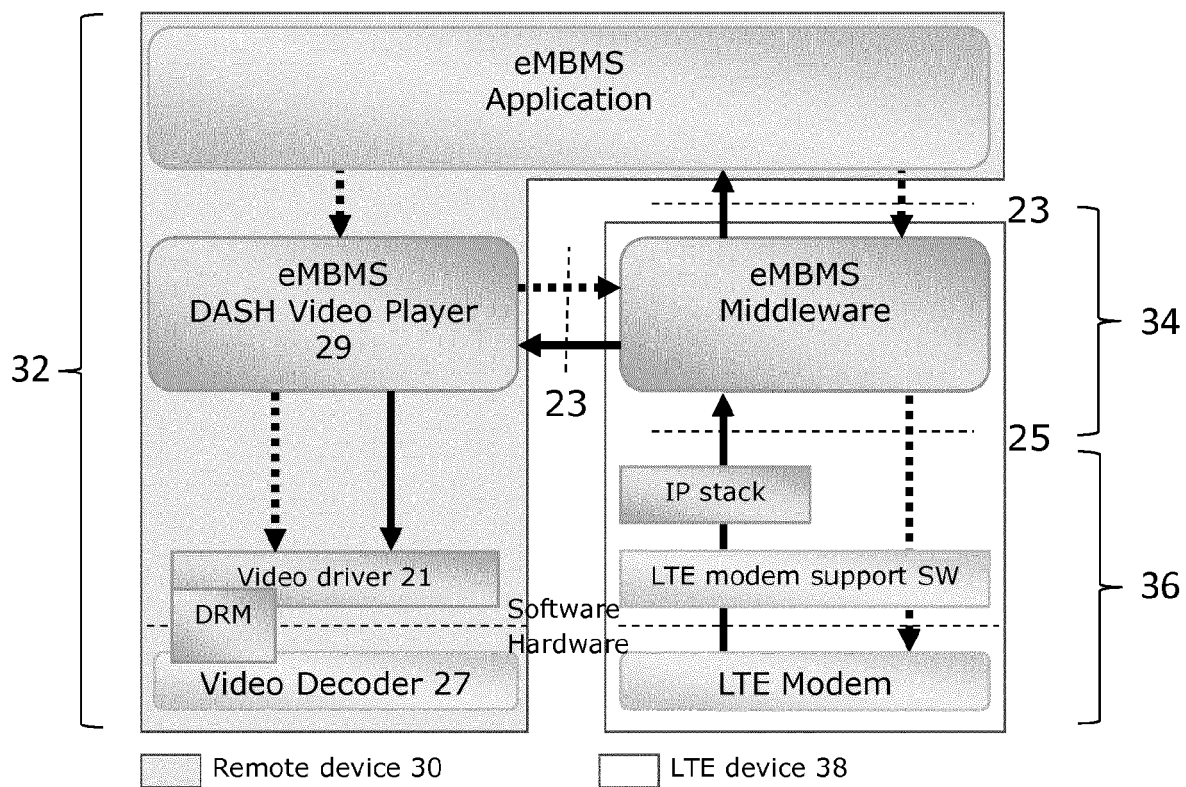 eMBMS
Application
23
eMBMS
DASH Video Player
29
eMBMS
Middleware
32
34
23
25
IP stack
Video driver 21
LTE modem support SW
DRM
Software
Hardware
36
Video Decoder 27
LTE Modem
Remote device 30
LTE device 38